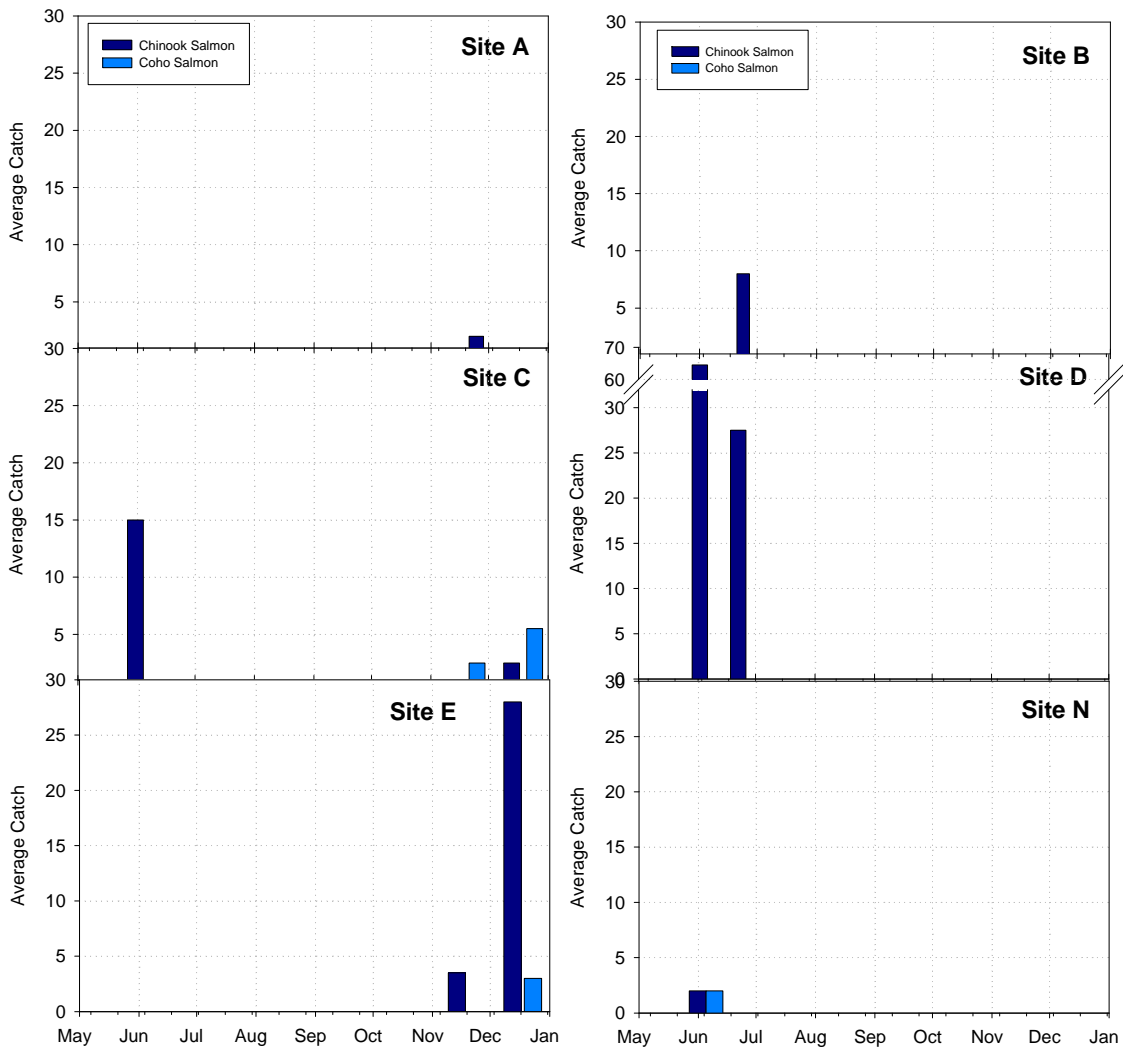 30
25
20
15
10
5
Average Catch
Chinook Salmon
Coho Salmon
Site A
30
25
20
15
10
5
Average Catch
Chinook Salmon
Coho Salmon
Site B
30
25
20
15
10
5
Average Catch
Site C
70
60
30
25
20
15
10
5
0
Average Catch
Site D
30
25
20
15
10
5
0
Average Catch
Site E
May Jun Jul Aug Sep Oct Nov Dec Jan
30
25
20
15
10
5
0
Average Catch
Site N
May Jun Jul Aug Sep Oct Nov Dec Jan